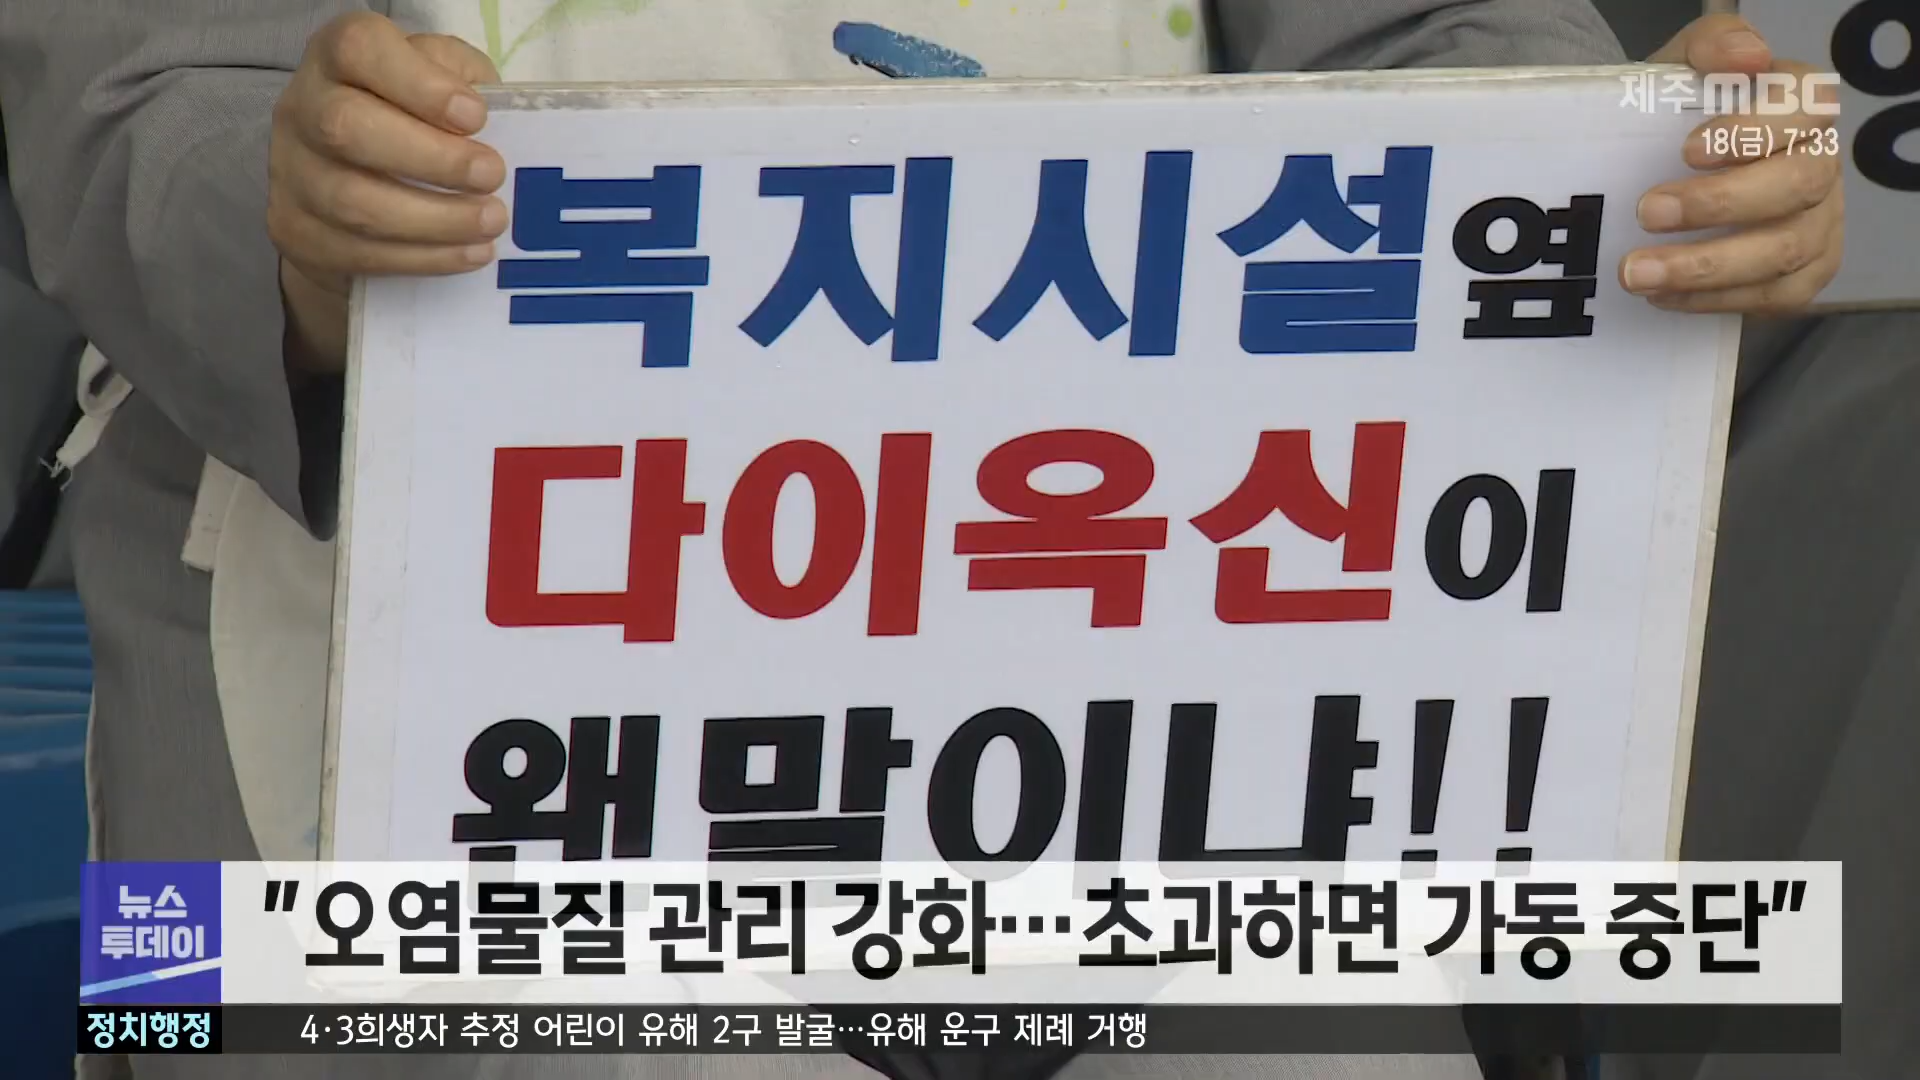 제주MBC
18(금) 7:33
복지시설옆
다이옥신이
왠말이냐!!
뉴스
투데이
"오염물질 관리 강화…초과하면 가동 중단"
정치행정
4·3희생자 추정 어린이 유해 2구 발굴…유해 운구 제례 거행